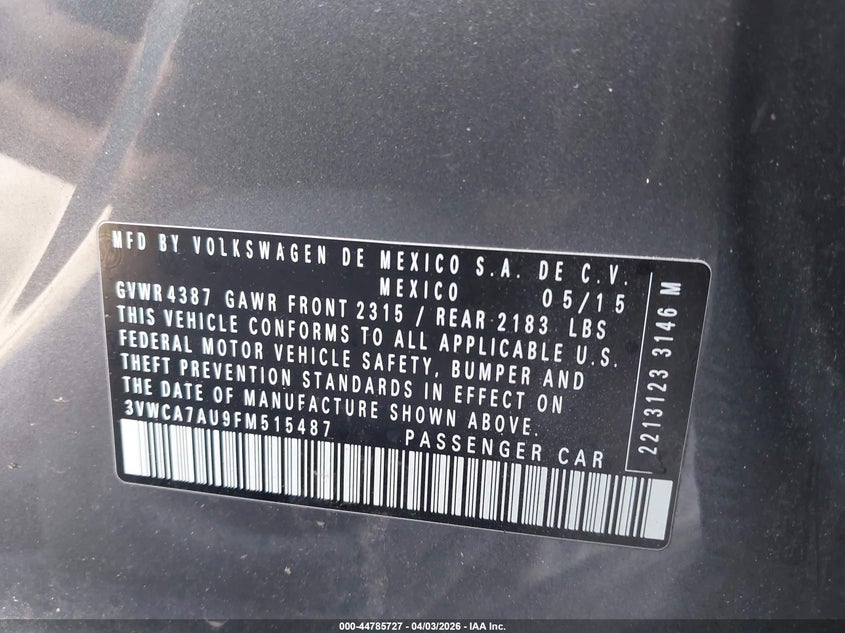 MFD BY VOLKSWAGEN DE MEXICO S.A. DE C.V.
MEXICO 05/15
GVWR 4387 GAWR FRONT 2315 / REAR 2183 LBS
THIS VEHICLE CONFORMS TO ALL APPLICABLE U.S.
FEDERAL MOTOR VEHICLE SAFETY, BUMPER AND
THEFT PREVENTION STANDARDS IN EFFECT ON
THE DATE OF MANUFACTURE SHOWN ABOVE.
3VWCA7AU9FM515487 PASSENGER CAR
2213123 3146 M
000-44785727 - 04/03/2026 - IAA Inc.